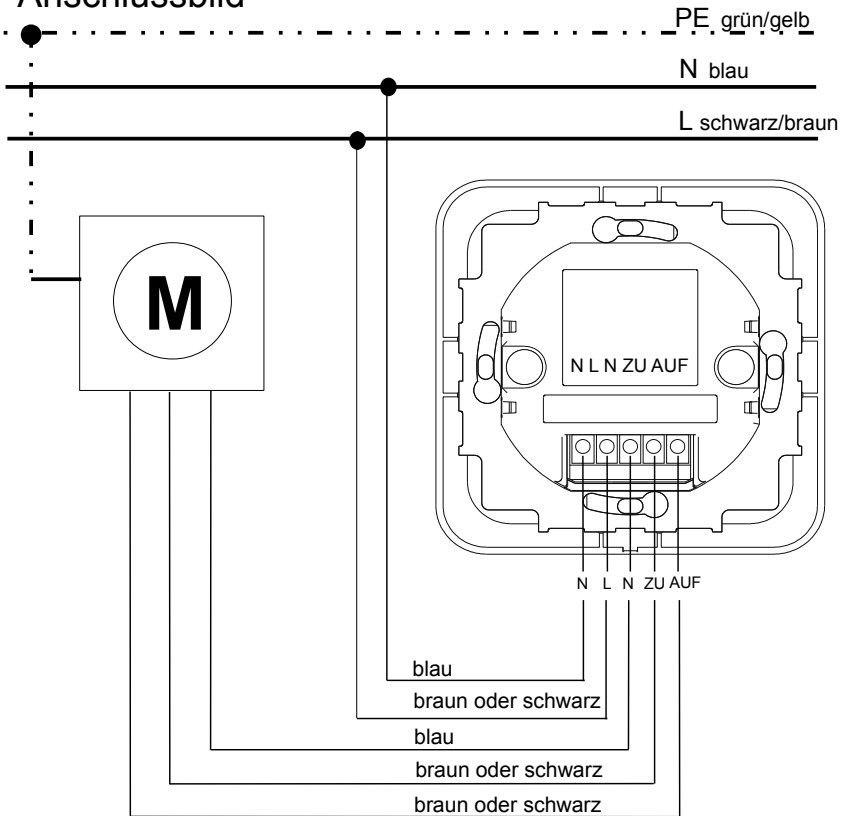 Anschlussbild
PE grün/gelb
N blau
L schwarz/braun
M
N L N ZU AUF
N L N ZU AUF
blau
braun oder schwarz
blau
braun oder schwarz
braun oder schwarz